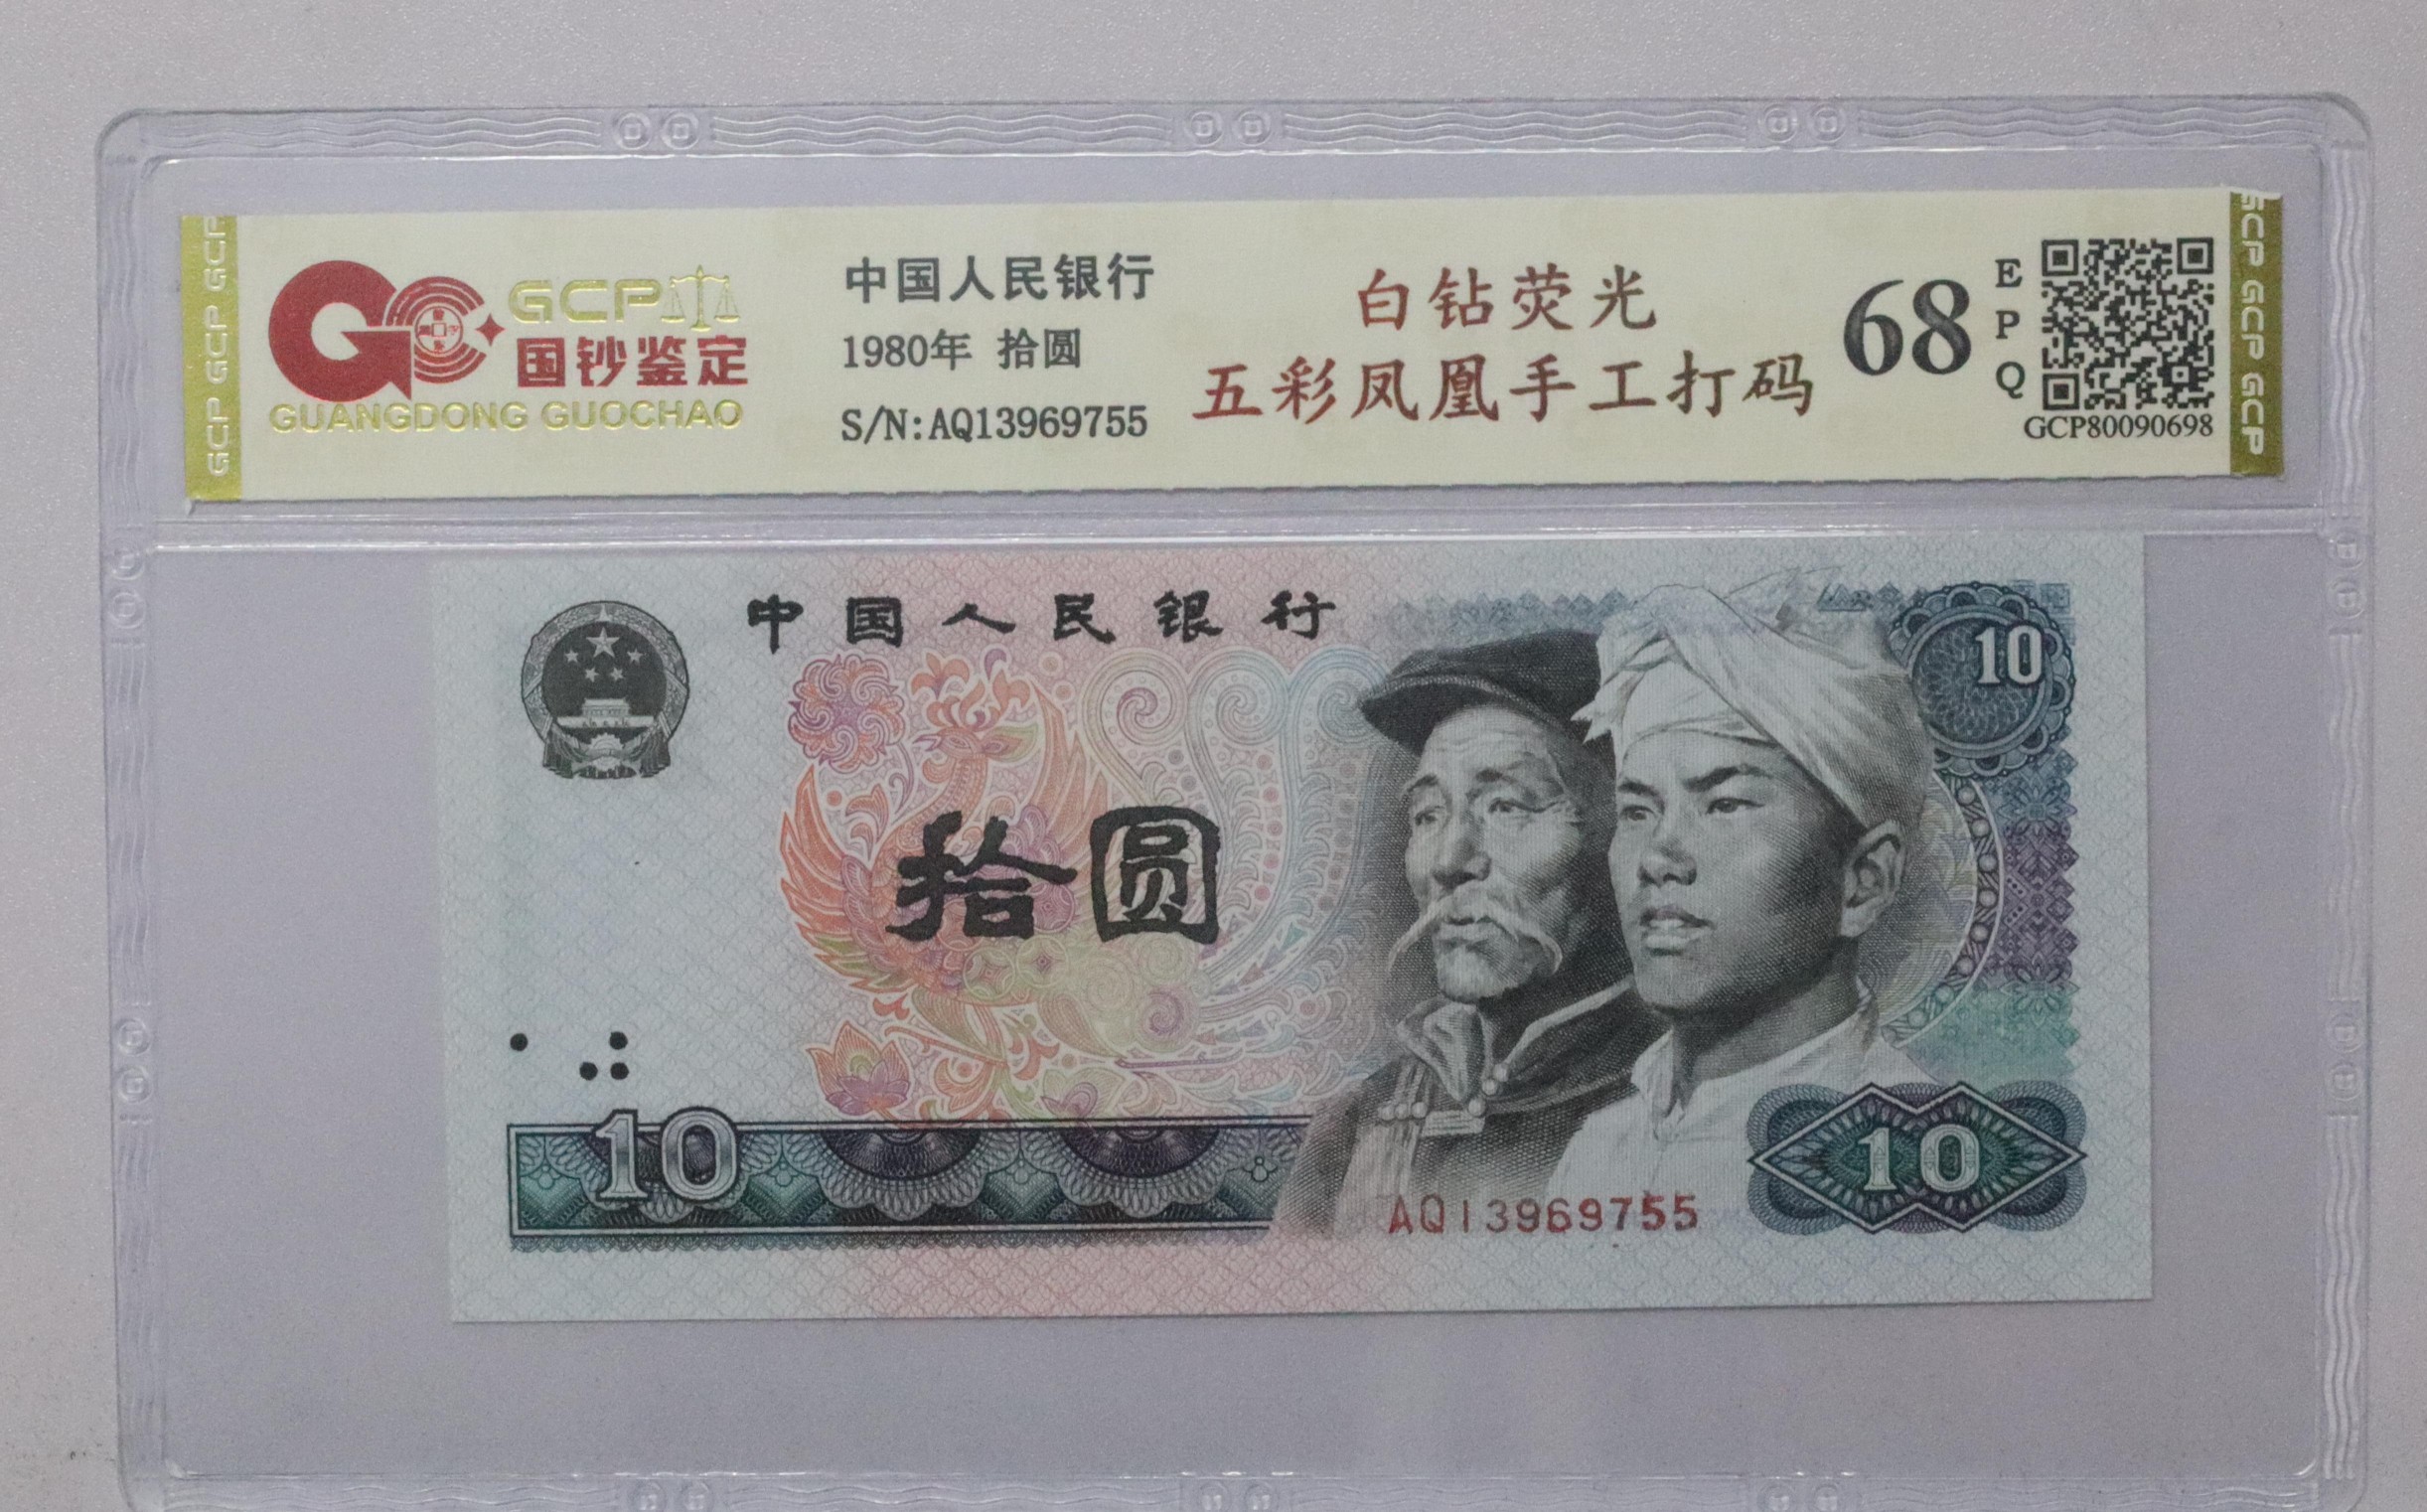 GCP GCP GCP
GCP
国钞鉴定
GUANGDONG GUOCHAO
中国人民银行
1980年 拾圆
S/N:AQ13969755
白钻荧光
五彩凤凰手工打码
68
EPQ
GCP80090698
GCP GCP GCP
中国人民银行
10
拾圆
10
10
AQ13969755